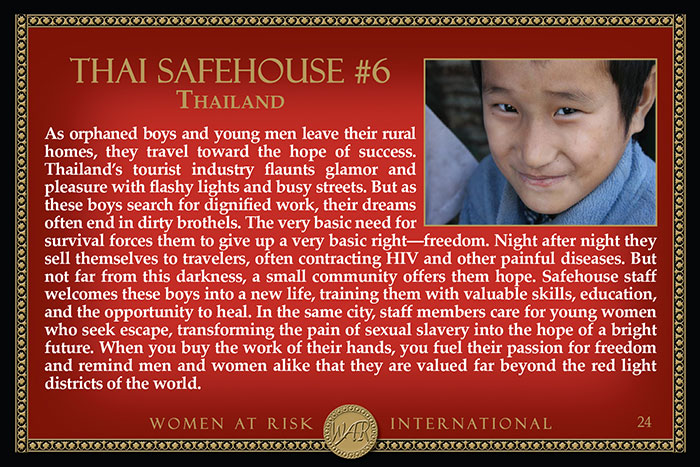 THAI SAFEHOUSE #6
THAILAND
As orphaned boys and young men leave their rural
homes, they travel toward the hope of success.
Thailand's tourist industry flaunts glamor and
pleasure with flashy lights and busy streets. But as
these boys search for dignified work, their dreams
often end in dirty brothels. The very basic need for
survival forces them to give up a very basic right—freedom. Night after night they
sell themselves to travelers, often contracting HIV and other painful diseases. But
not far from this darkness, a small community offers them hope. Safehouse staff
welcomes these boys into a new life, training them with valuable skills, education,
and the opportunity to heal. In the same city, staff members care for young women
who seek escape, transforming the pain of sexual slavery into the hope of a bright
future. When you buy the work of their hands, you fuel their passion for freedom
and remind men and women alike that they are valued far beyond the red light
districts of the world.
WOMEN AT RISK WAR INTERNATIONAL 24